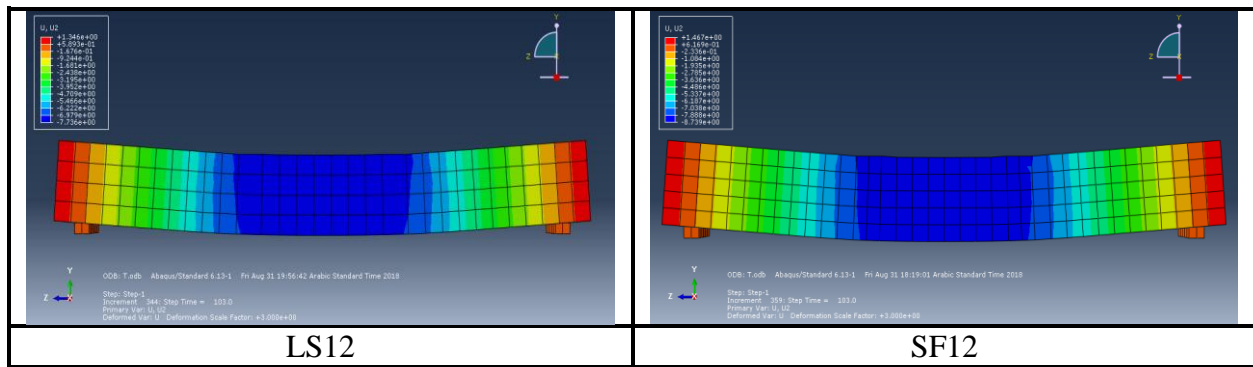 U, U2
+1.346e+00
+5.893e-01
-1.676e-01
-9.244e-01
-1.681e+00
-2.438e+00
-3.195e+00
-3.952e+00
-4.709e+00
-5.466e+00
-6.222e+00
-6.979e+00
-7.736e+00
Y
Z
ODB: T.odb Abaqus/Standard 6.13-1 Fri Aug 31 19:56:42 Arabic Standard Time 2018
Y
Z
X
Step: Step-1
Increment 344: Step Time = 103.0
Primary Var: U, U2
Deformed Var: U Deformation Scale Factor: +3.000e+00
LS12
U, U2
+1.467e+00
+6.169e-01
-2.336e-01
-1.084e+00
-1.935e+00
-2.785e+00
-3.636e+00
-4.486e+00
-5.337e+00
-6.187e+00
-7.038e+00
-7.888e+00
-8.739e+00
Y
Z
ODB: T.odb Abaqus/Standard 6.13-1 Fri Aug 31 18:19:01 Arabic Standard Time 2018
Y
Z
X
Step: Step-1
Increment 359: Step Time = 103.0
Primary Var: U, U2
Deformed Var: U Deformation Scale Factor: +3.000e+00
SF12